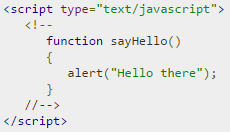 <script type="text/javascript">
<!--
function sayHello()
{
alert("Hello there");
}
//-->
</script>